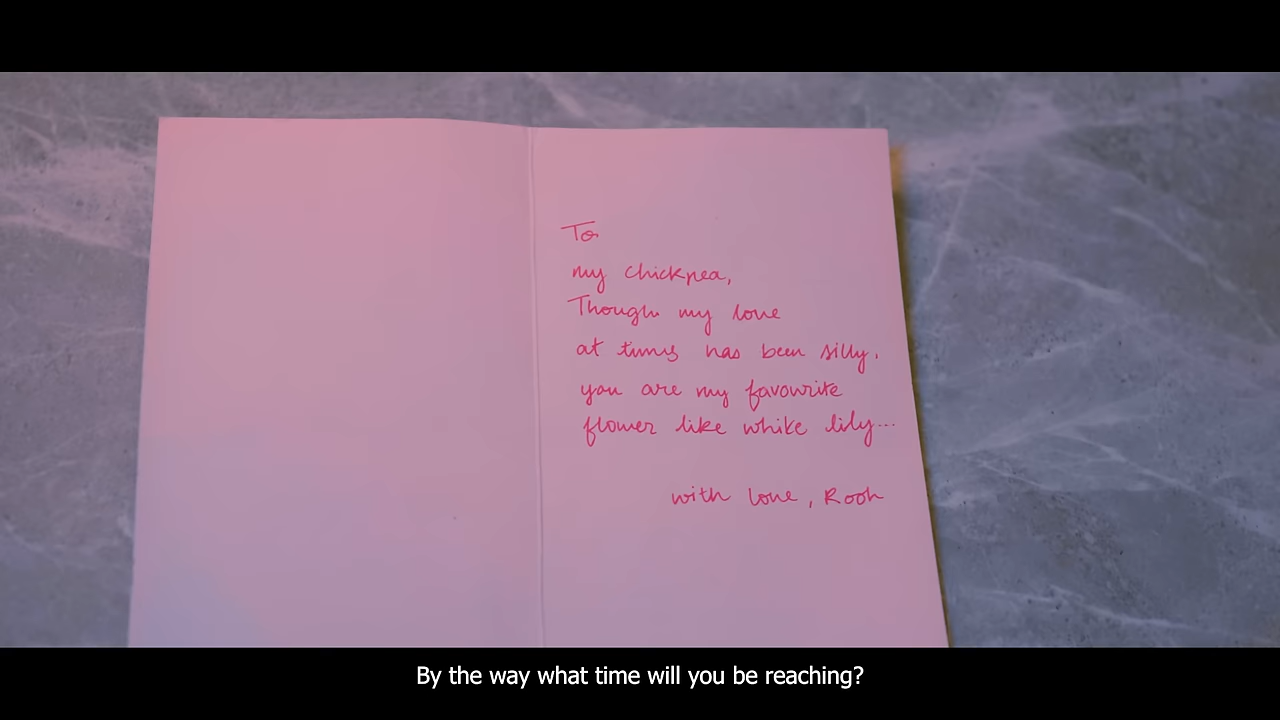 To
my chickpea,
Though my love
at times has been silly.
you are my favourite
flower like white lily...
with love, Rooh
By the way what time will you be reaching?